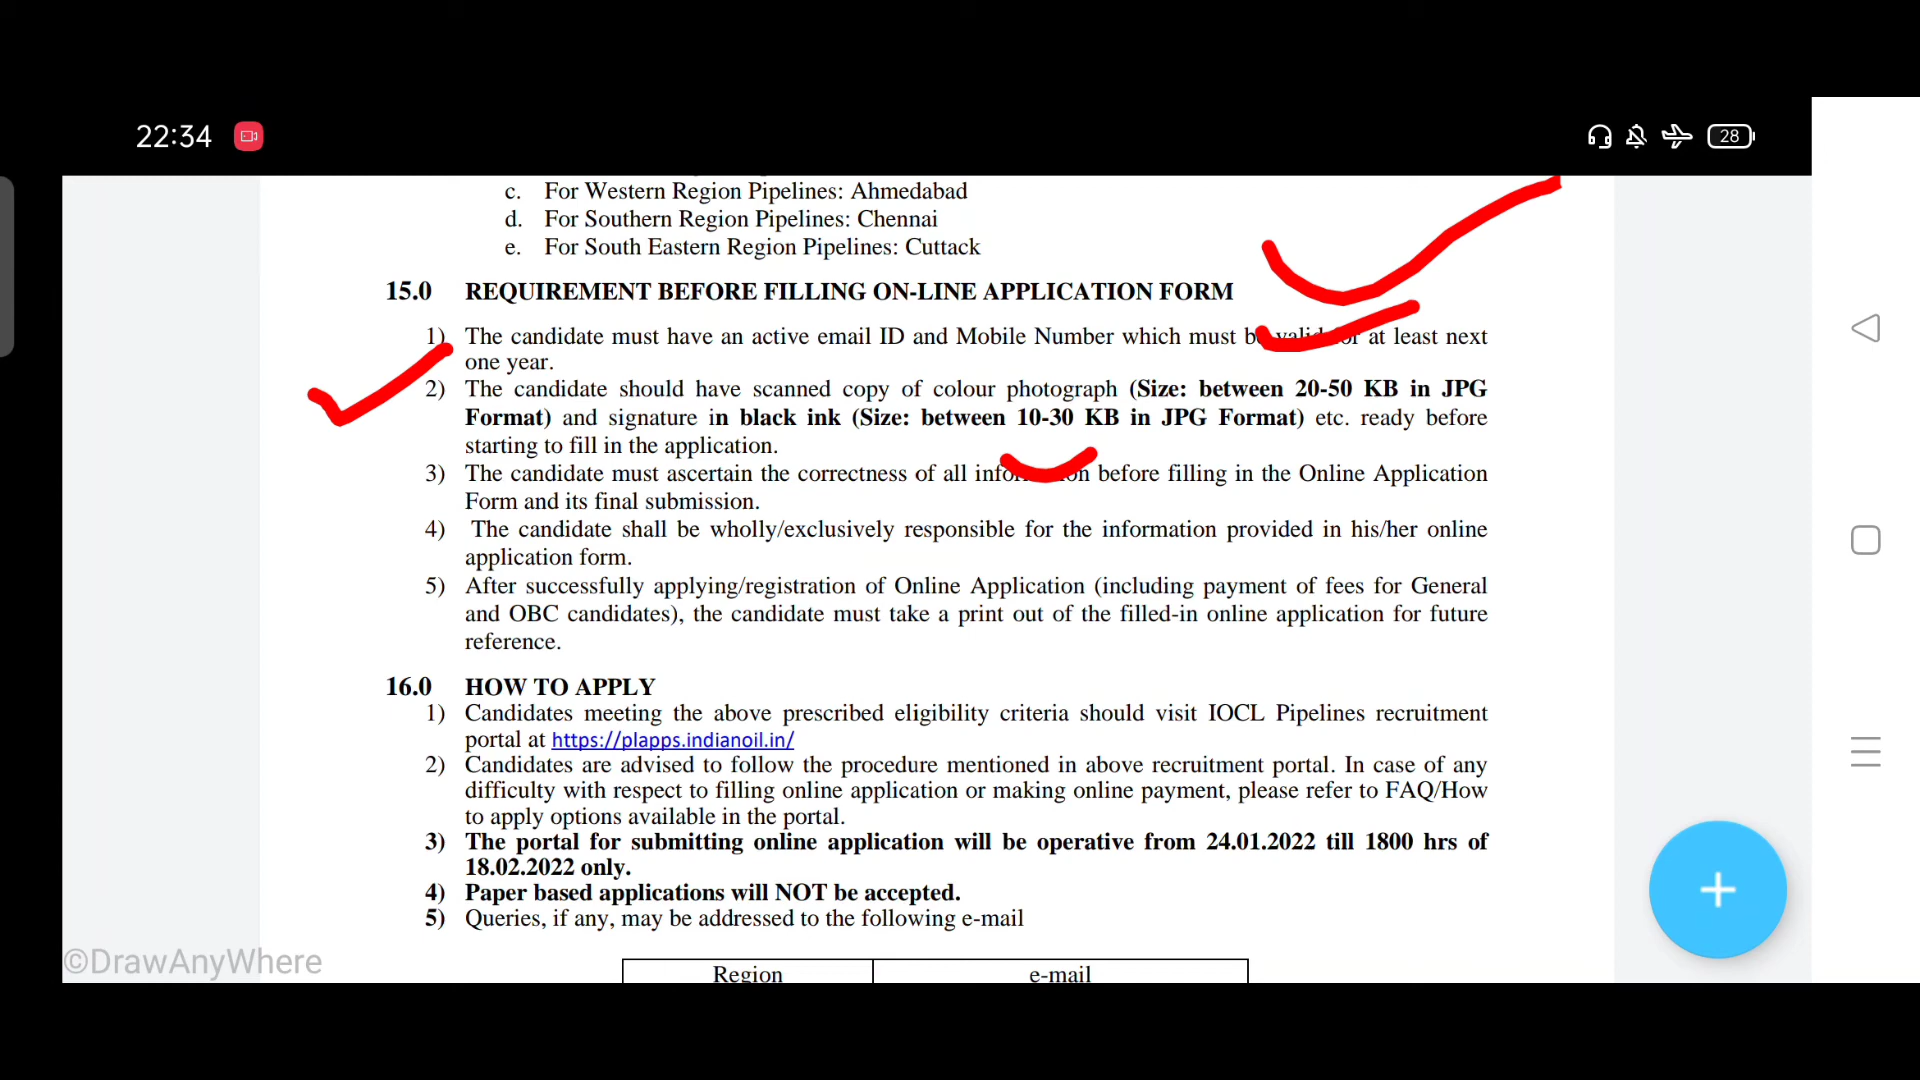 22:34
28
c. For Western Region Pipelines: Ahmedabad
d. For Southern Region Pipelines: Chennai
e. For South Eastern Region Pipelines: Cuttack
15.0 REQUIREMENT BEFORE FILLING ON-LINE APPLICATION FORM
1) The candidate must have an active email ID and Mobile Number which must be valid for at least next
one year.
2) The candidate should have scanned copy of colour photograph (Size: between 20-50 KB in JPG
Format) and signature in black ink (Size: between 10-30 KB in JPG Format) etc. ready before
starting to fill in the application.
3) The candidate must ascertain the correctness of all information before filling in the Online Application
Form and its final submission.
4) The candidate shall be wholly/exclusively responsible for the information provided in his/her online
application form.
5) After successfully applying/registration of Online Application (including payment of fees for General
and OBC candidates), the candidate must take a print out of the filled-in online application for future
reference.
16.0 HOW TO APPLY
1) Candidates meeting the above prescribed eligibility criteria should visit IOCL Pipelines recruitment
portal at https://plapps.indianoil.in/
2) Candidates are advised to follow the procedure mentioned in above recruitment portal. In case of any
difficulty with respect to filling online application or making online payment, please refer to FAQ/How
to apply options available in the portal.
3) The portal for submitting online application will be operative from 24.01.2022 till 1800 hrs of
18.02.2022 only.
4) Paper based applications will NOT be accepted.
5) Queries, if any, may be addressed to the following e-mail
©DrawAnyWhere
Region e-mail